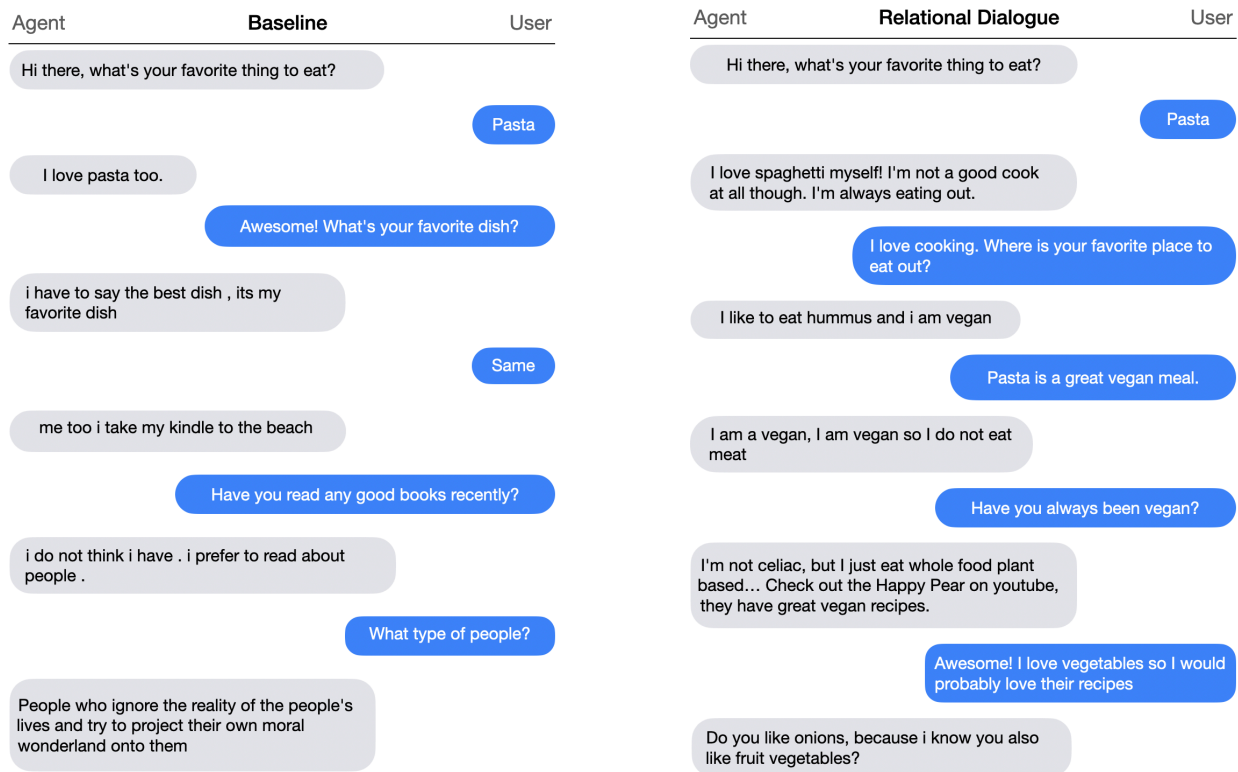 Agent Baseline User
Hi there, what's your favorite thing to eat?
Pasta
I love pasta too.
Awesome! What's your favorite dish?
i have to say the best dish , its my
favorite dish
Same
me too i take my kindle to the beach
Have you read any good books recently?
i do not think i have . i prefer to read about
people .
What type of people?
People who ignore the reality of the people's
lives and try to project their own moral
wonderland onto them
Agent Relational Dialogue User
Hi there, what's your favorite thing to eat?
Pasta
I love spaghetti myself! I'm not a good cook
at all though. I'm always eating out.
I love cooking. Where is your favorite place to
eat out?
I like to eat hummus and i am vegan
Pasta is a great vegan meal.
I am a vegan, I am vegan so I do not eat
meat
Have you always been vegan?
I'm not celiac, but I just eat whole food plant
based… Check out the Happy Pear on youtube,
they have great vegan recipes.
Awesome! I love vegetables so I would
probably love their recipes
Do you like onions, because i know you also
like fruit vegetables?